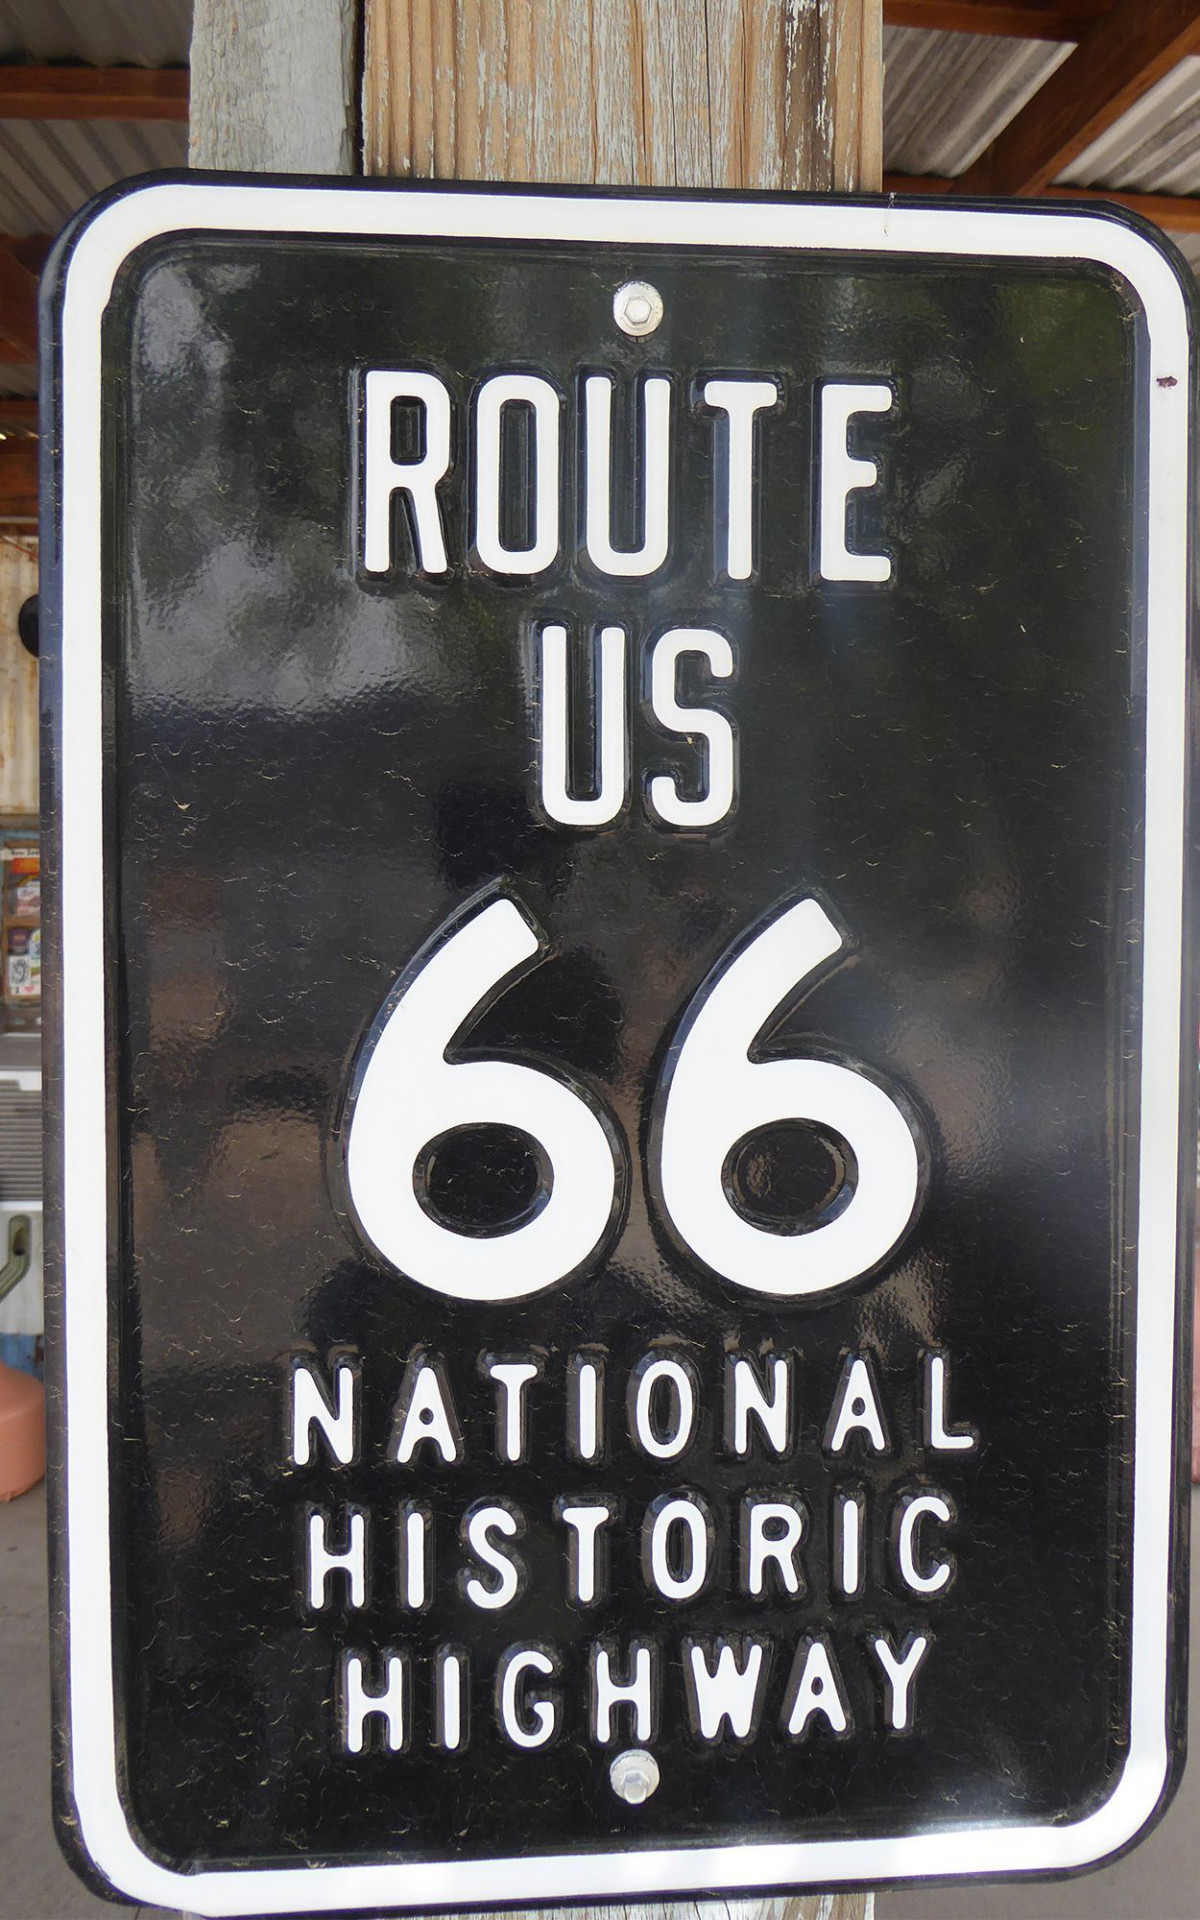 ROUTE
US
66
NATIONAL
HISTORIC
HIGHWAY